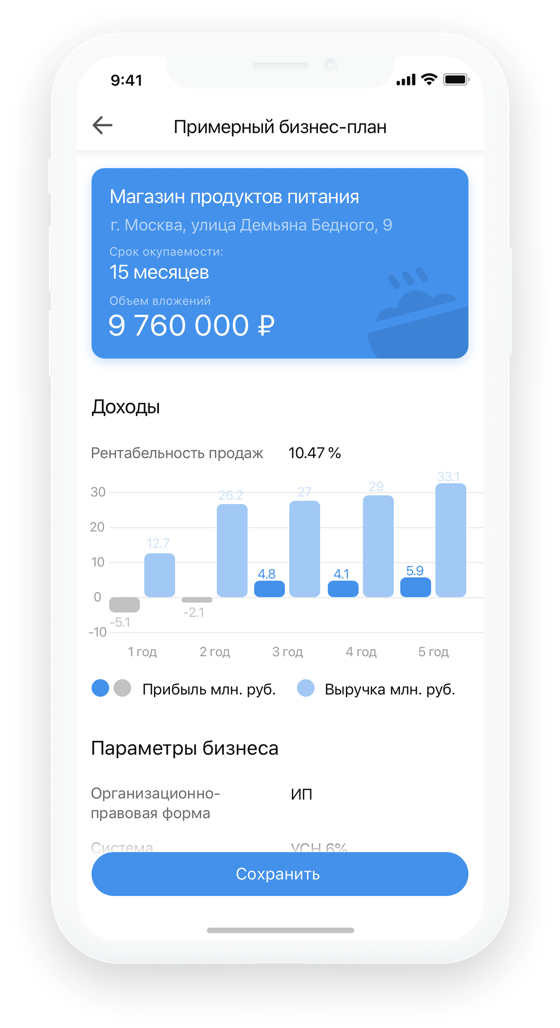 9:41
Примерный бизнес-план
Магазин продуктов питания
г. Москва, улица Демьяна Бедного, 9
Срок окупаемости:
15 месяцев
Объем вложений
9 760 000 ₽
Доходы
Рентабельность продаж 10.47 %
33.1
30 26.2 27 29
20
12.7
10
4.8 4.1 5.9
0
-5.1 -2.1
-10
1 год 2 год 3 год 4 год 5 год
Прибыль млн. руб. Выручка млн. руб.
Параметры бизнеса
Организационно- ИП
правовая форма
Система УСН 6%
Сохранить